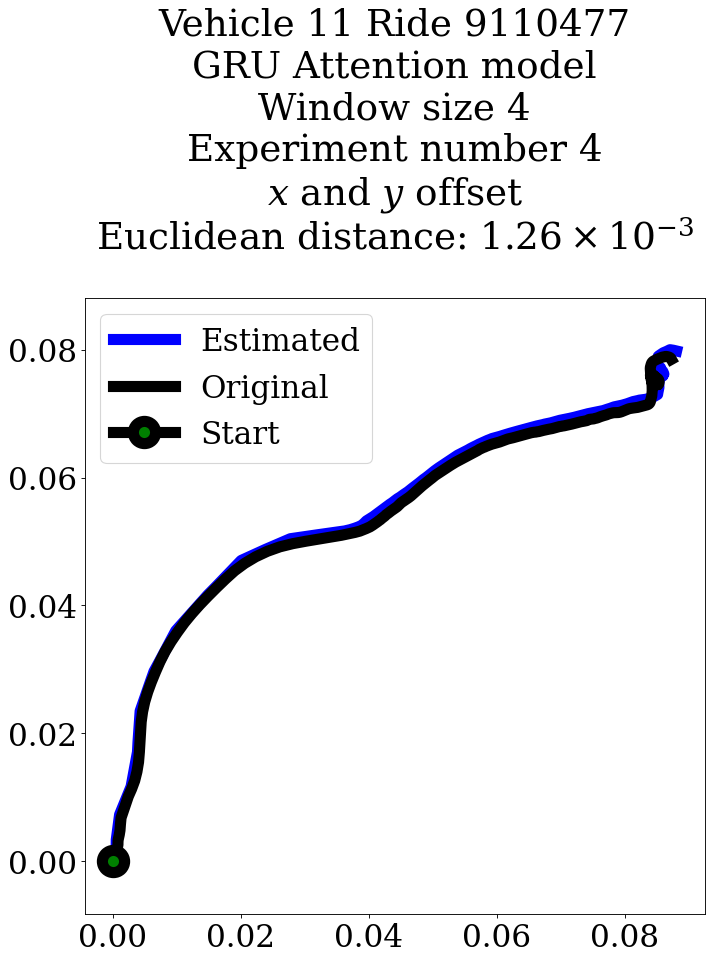 Vehicle 11 Ride 9110477
GRU Attention model
Window size 4
Experiment number 4
x and y offset
Euclidean distance: 1.26 × 10⁻³
Estimated
Original
Start
0.08
0.06
0.04
0.02
0.00
0.00 0.02 0.04 0.06 0.08